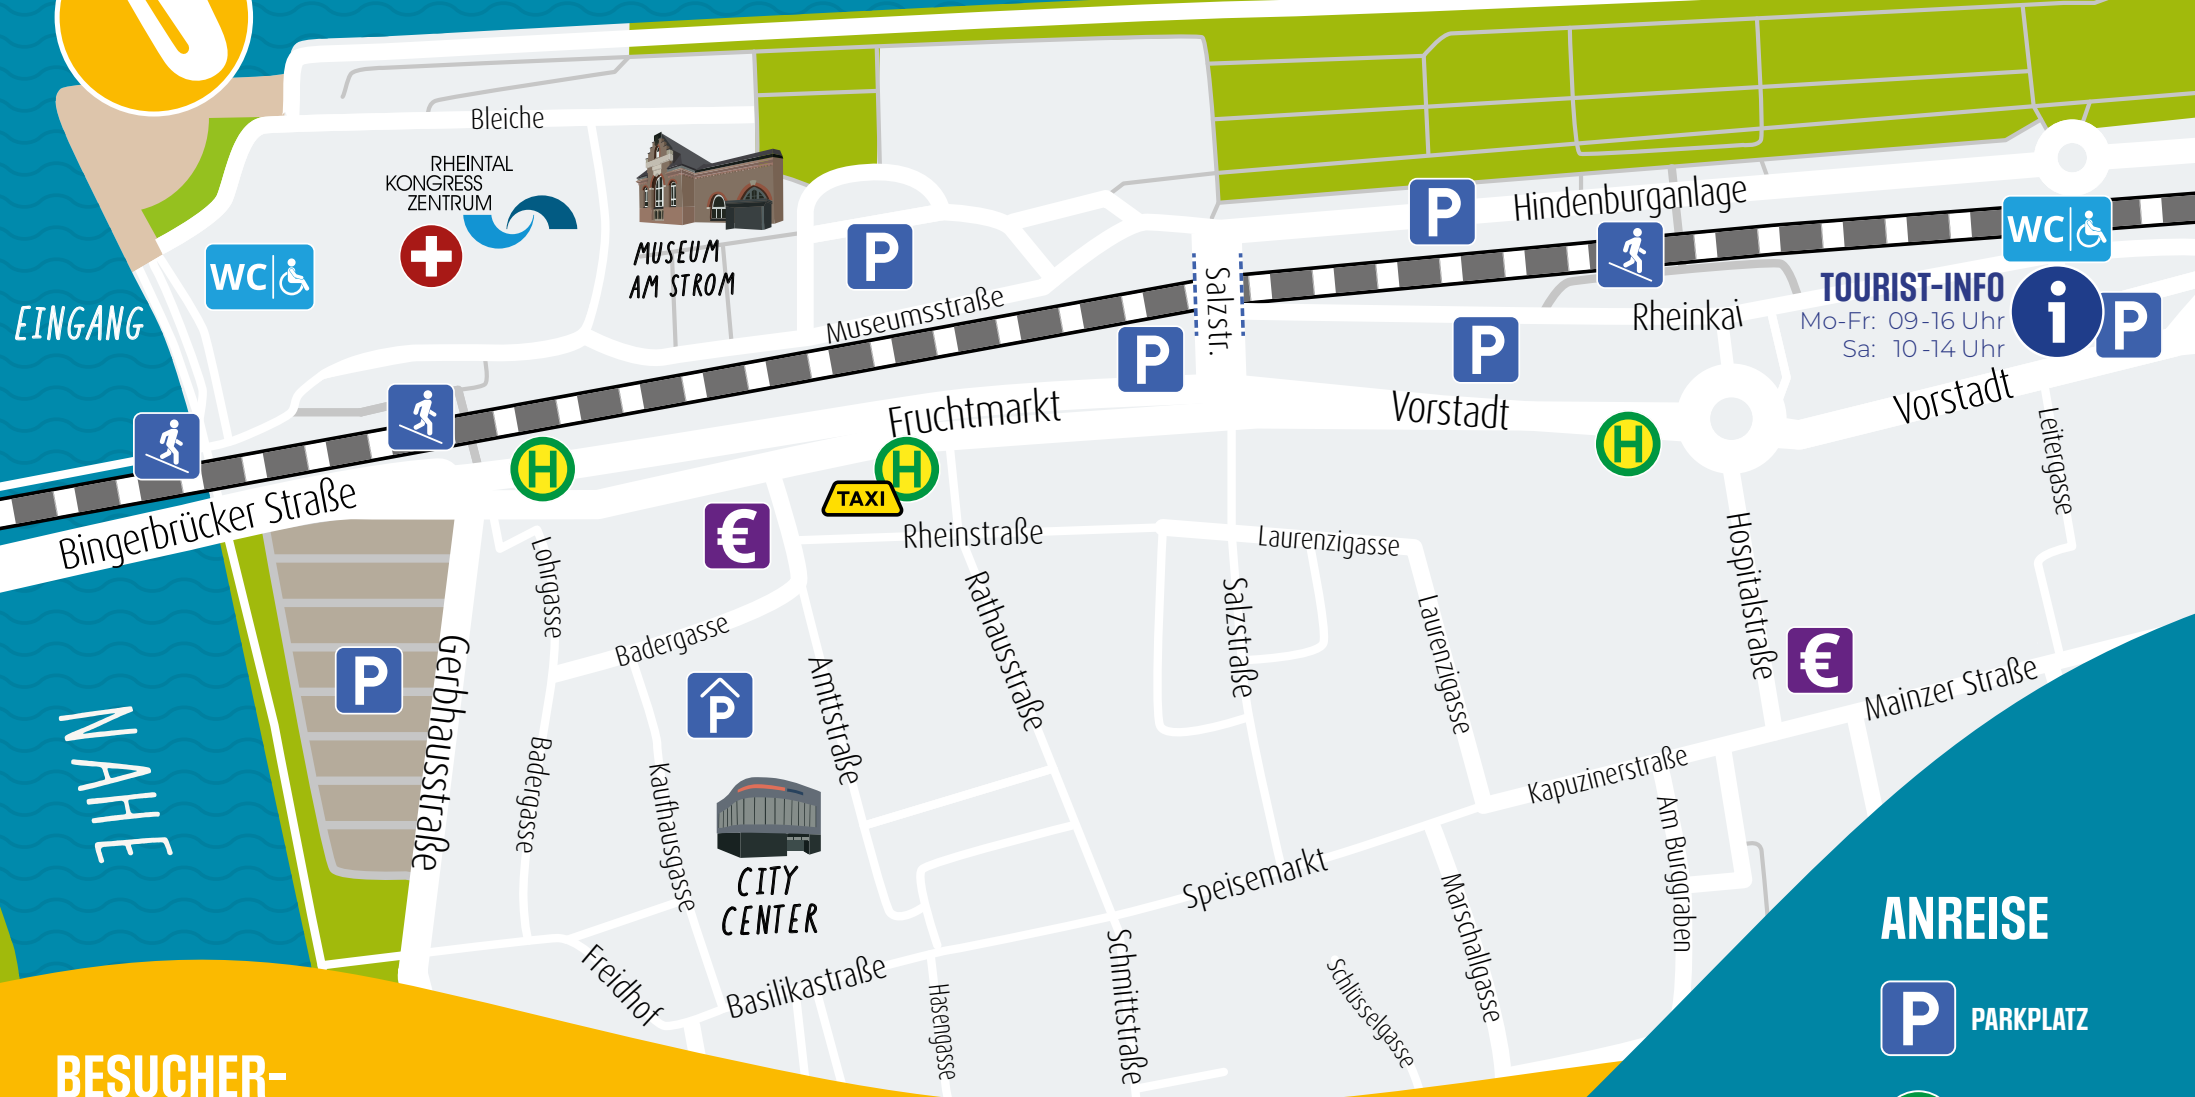 Bleiche
RHEINTAL
KONGRESS
ZENTRUM
MUSEUM
AM STROM
WC
EINGANG
P
Museumsstraße
P
Salzstr.
P
Hindenburganlage
WC
Rheinkai
TOURIST-INFO
Mo-Fr: 09-16 Uhr
Sa: 10-14 Uhr
i
P
P
Fruchtmarkt
Vorstadt
Vorstadt
Leitergasse
H
H
H
TAXI
Bingerbrücker Straße
€
Rheinstraße
Laurenzigasse
Lohrgasse
Badergasse
Rathausstraße
Salzstraße
Laurenzigasse
Hospitalstraße
€
Mainzer Straße
P
Gerbhausstraße
P
Amttstraße
NAHE
Badergasse
Kaufhausgasse
CITY
CENTER
Kapuzinerstraße
Am Burggraben
Speisemarkt
Marschallgasse
Freidhof
Basilikastraße
Hasengasse
Schmittstraße
Schlüsselgasse
ANREISE
P PARKPLATZ
BESUCHER-